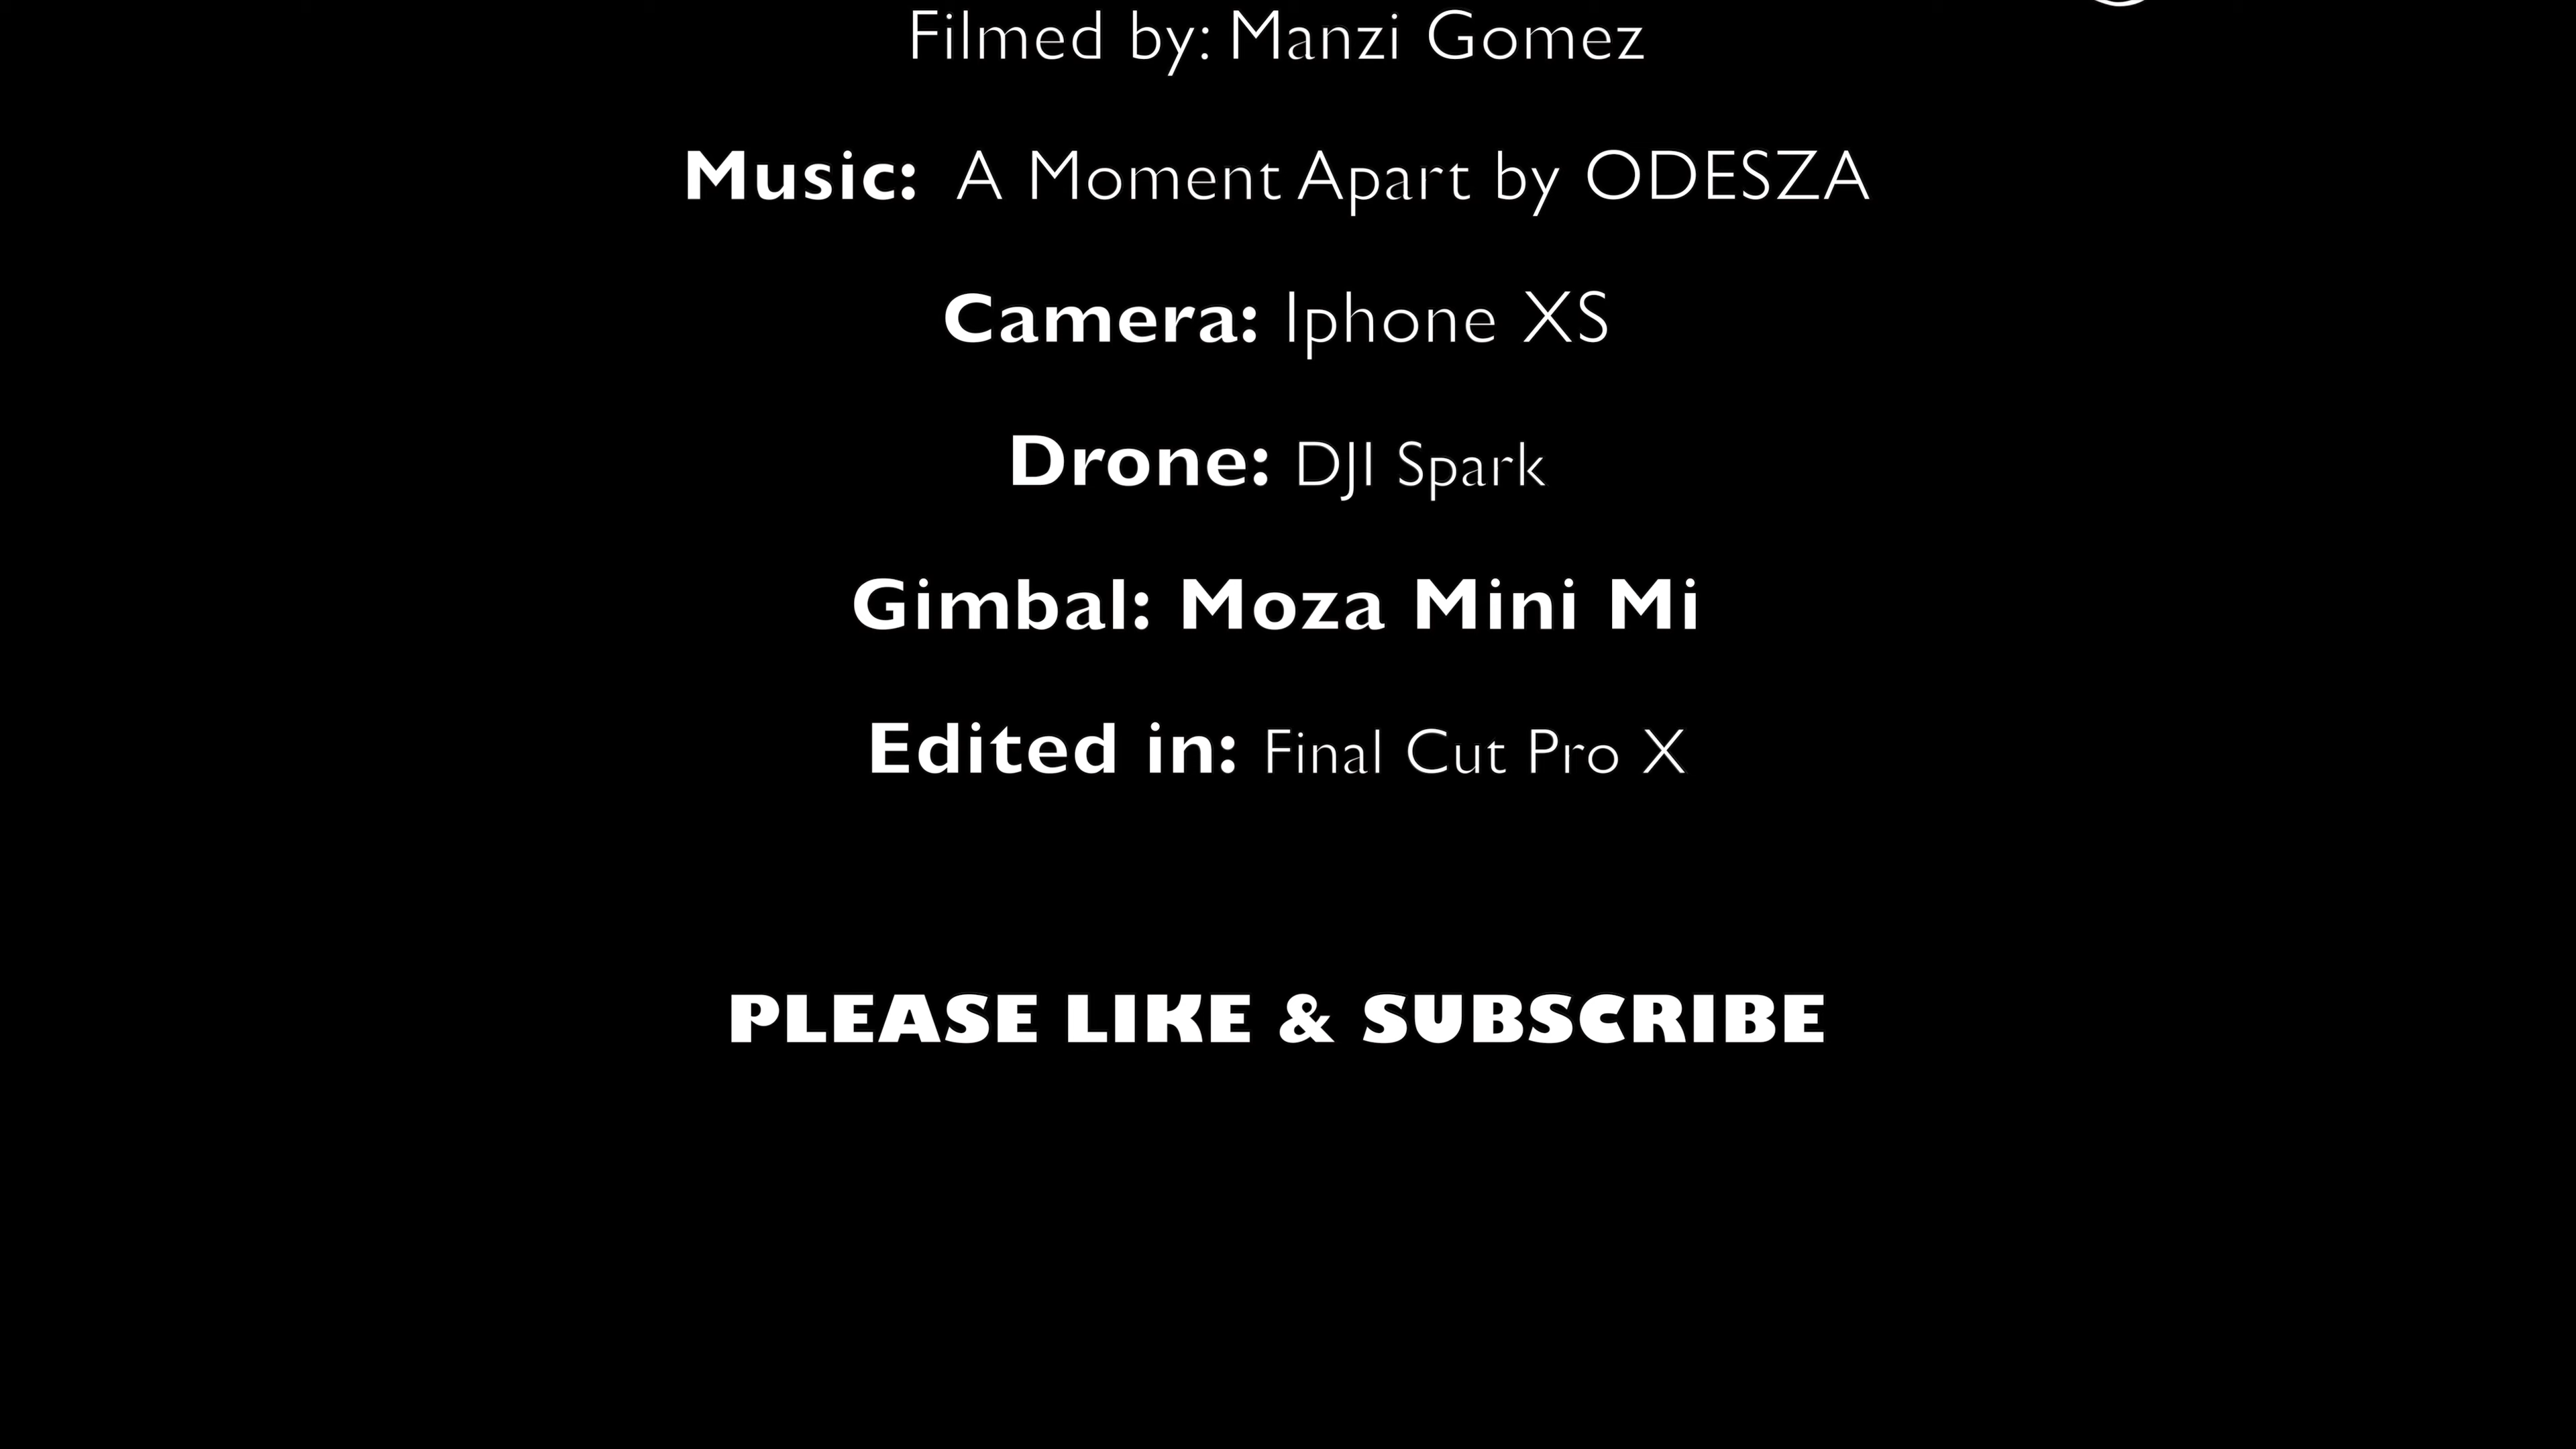 Filmed by: Manzi Gomez
Music: A Moment Apart by ODESZA
Camera: Iphone XS
Drone: DJI Spark
Gimbal: Moza Mini Mi
Edited in: Final Cut Pro X
PLEASE LIKE & SUBSCRIBE